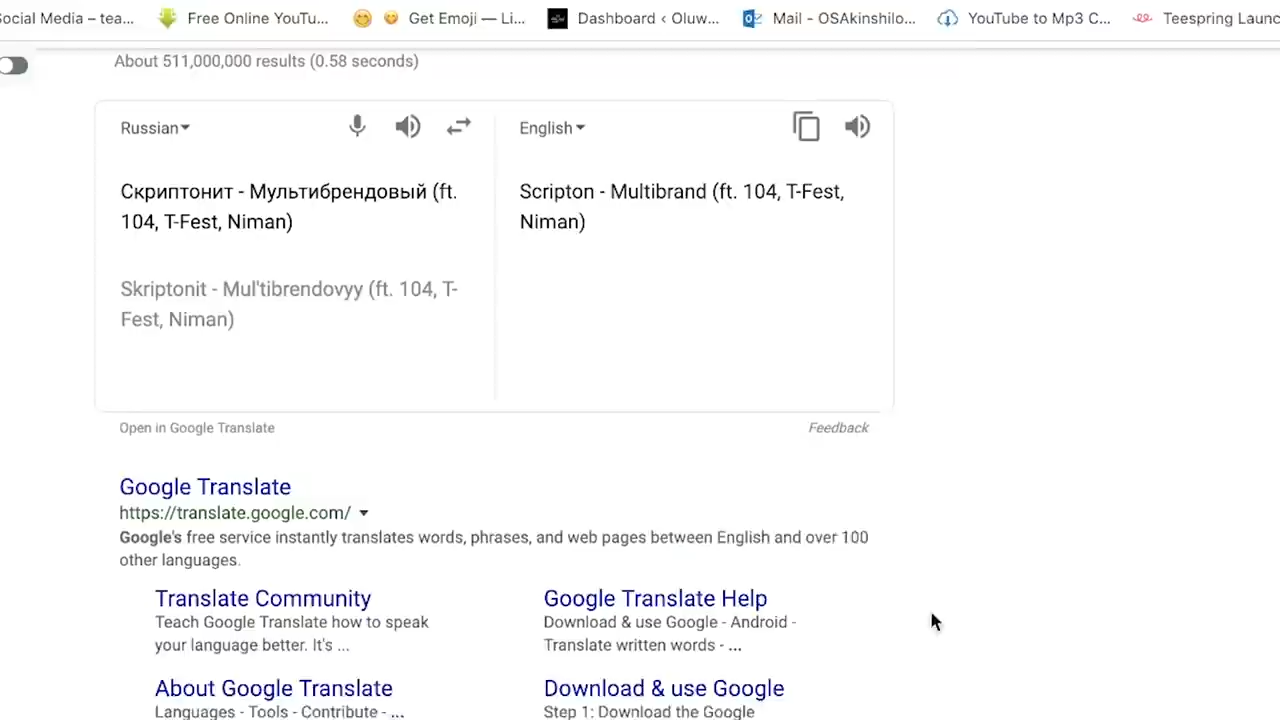 Social Media – tea... Free Online YouTu... Get Emoji — Li... Dashboard ‹ Oluw... Mail - OSAkinshilo... YouTube to Mp3 C... Teespring Launc
About 511,000,000 results (0.58 seconds)
Russian English
Скриптонит - Мультибрендовый (ft.
104, T-Fest, Niman)
Skriptonit - Mul'tibrendovyy (ft. 104, T-
Fest, Niman)
Scripton - Multibrand (ft. 104, T-Fest,
Niman)
Open in Google Translate Feedback
Google Translate
https://translate.google.com/
Google's free service instantly translates words, phrases, and web pages between English and over 100
other languages.
Translate Community
Teach Google Translate how to speak
your language better. It's ...
Google Translate Help
Download & use Google - Android -
Translate written words - ...
About Google Translate
Languages - Tools - Contribute - ...
Download & use Google
Step 1: Download the Google